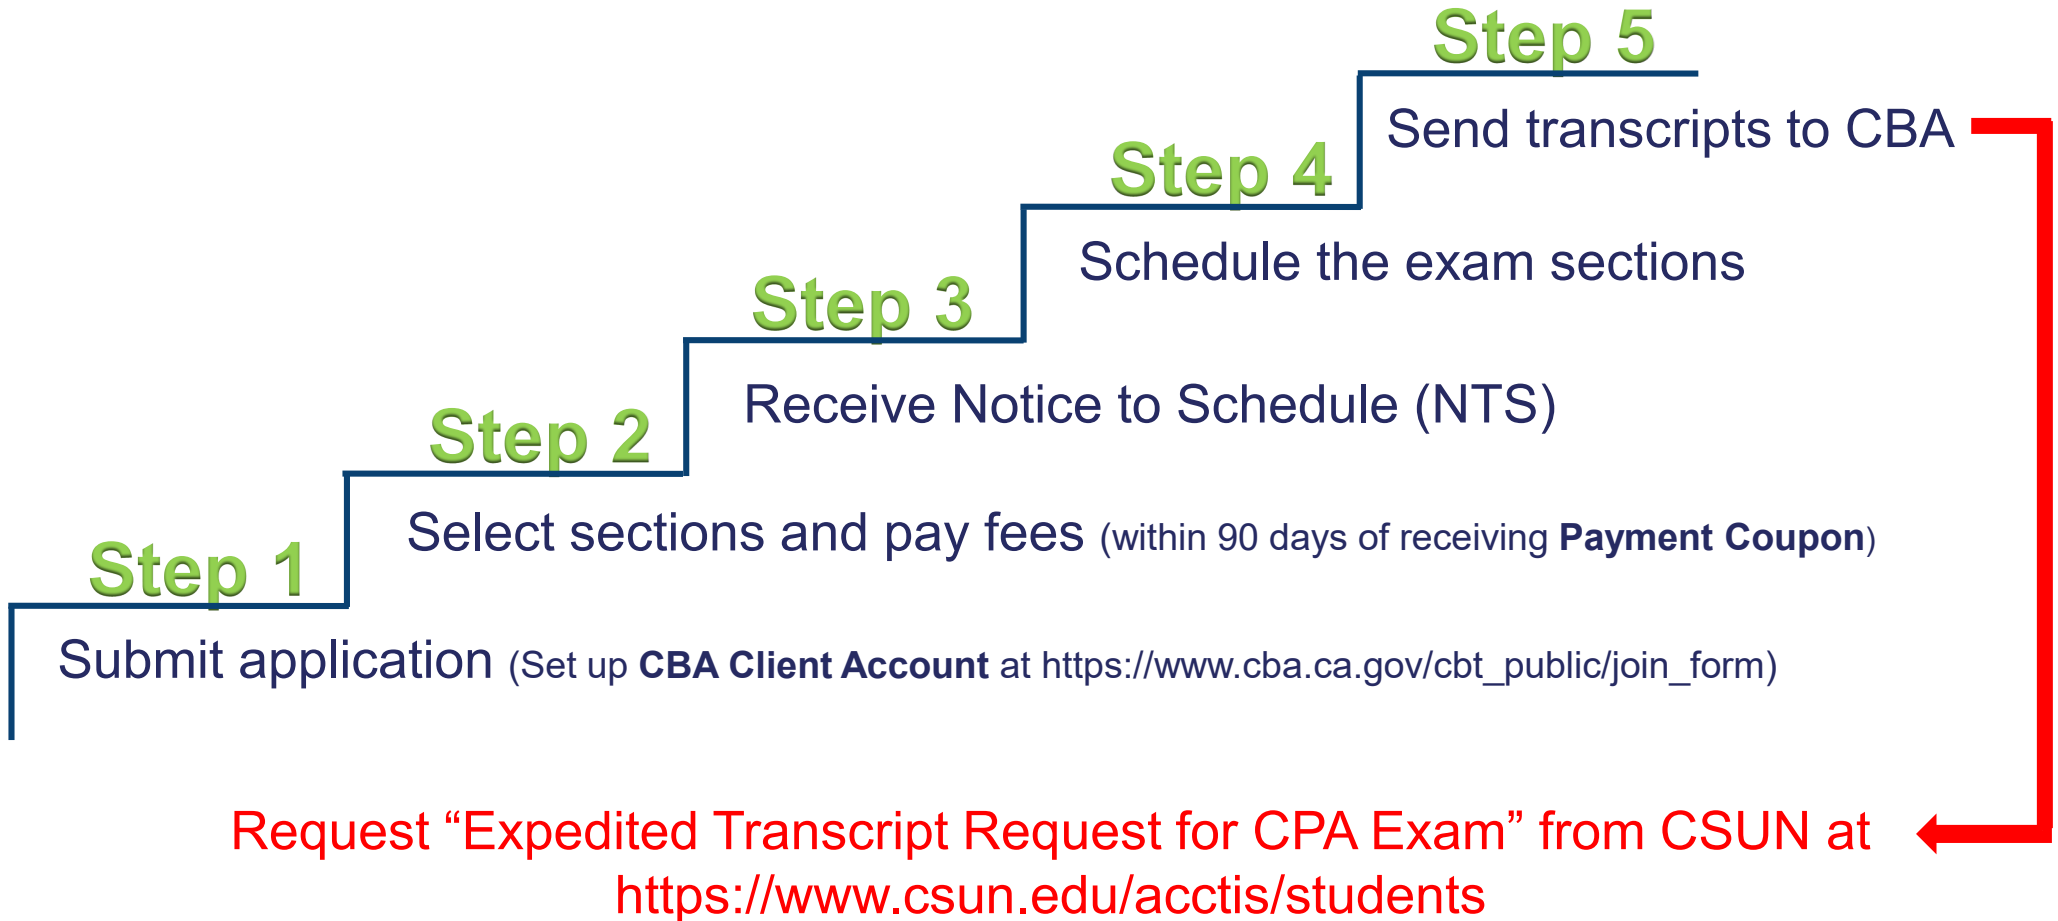 Step 5
Send transcripts to CBA
Step 4
Schedule the exam sections
Step 3
Receive Notice to Schedule (NTS)
Step 2
Select sections and pay fees (within 90 days of receiving Payment Coupon)
Step 1
Submit application (Set up CBA Client Account at https://www.cba.ca.gov/cbt_public/join_form)
Request “Expedited Transcript Request for CPA Exam” from CSUN at
https://www.csun.edu/acctis/students